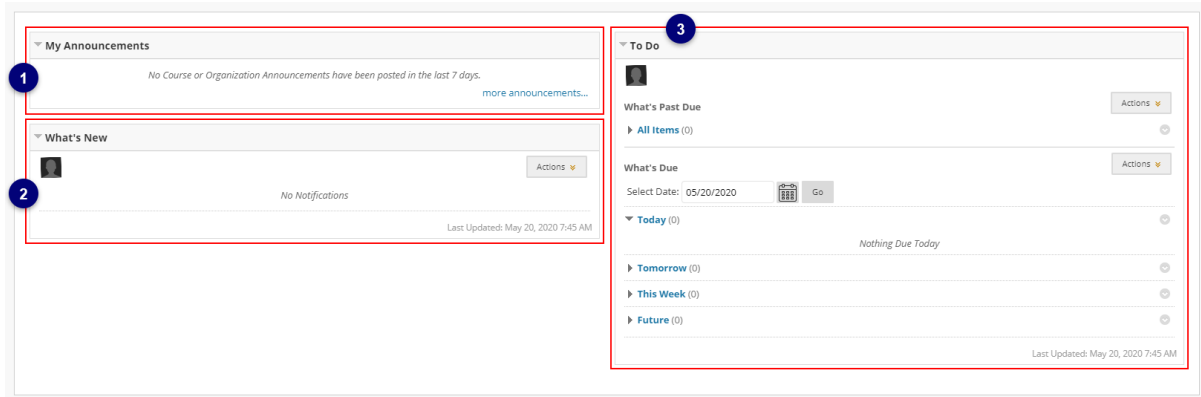 1
My Announcements
No Course or Organization Announcements have been posted in the last 7 days.
more announcements...
2
What's New
Actions
No Notifications
Last Updated: May 20, 2020 7:45 AM
3
To Do
What's Past Due
Actions
All Items (0)
What's Due
Actions
Select Date: 05/20/2020 Go
Today (0)
Nothing Due Today
Tomorrow (0)
This Week (0)
Future (0)
Last Updated: May 20, 2020 7:45 AM